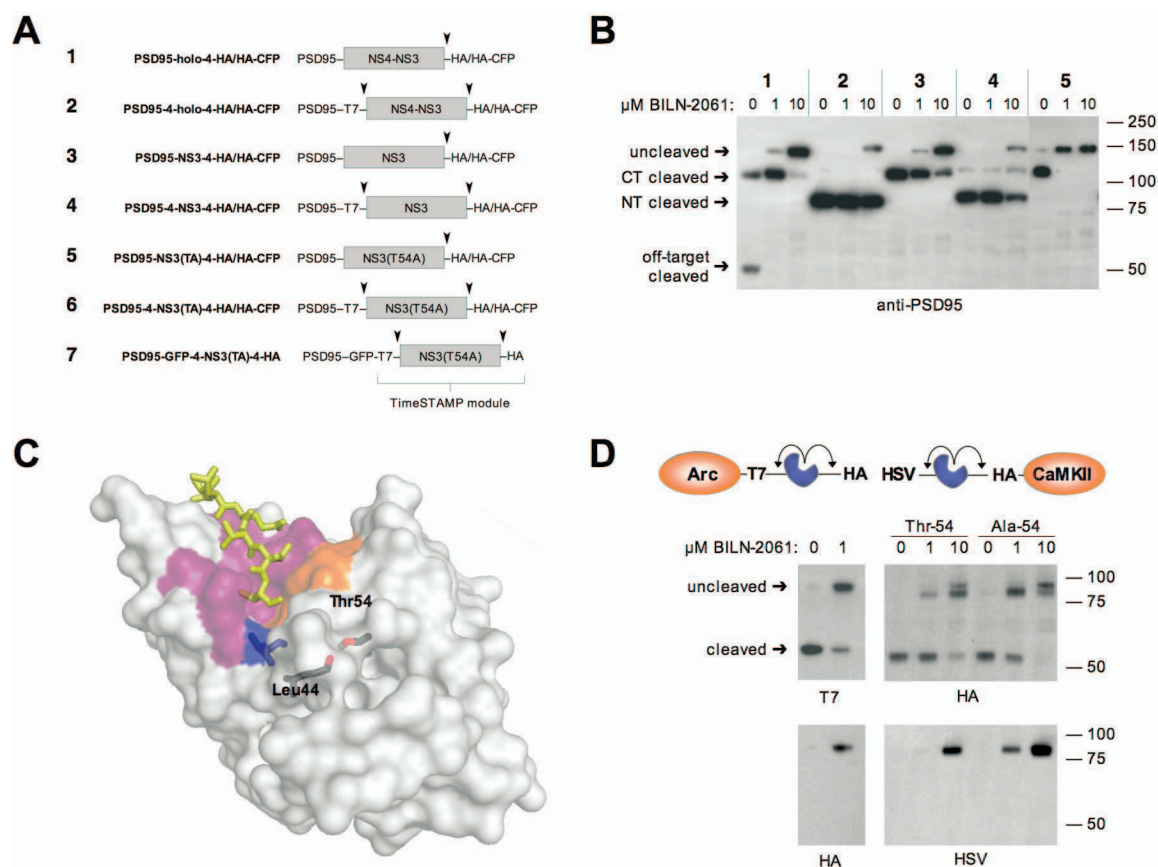 A
1 PSD95-holo-4-HA/HA-CFP PSD95– NS4-NS3 –HA/HA-CFP
2 PSD95-4-holo-4-HA/HA-CFP PSD95–T7– NS4-NS3 –HA/HA-CFP
3 PSD95-NS3-4-HA/HA-CFP PSD95– NS3 –HA/HA-CFP
4 PSD95-4-NS3-4-HA/HA-CFP PSD95–T7– NS3 –HA/HA-CFP
5 PSD95-NS3(TA)-4-HA/HA-CFP PSD95– NS3(T54A) –HA/HA-CFP
6 PSD95-4-NS3(TA)-4-HA/HA-CFP PSD95–T7– NS3(T54A) –HA/HA-CFP
7 PSD95-GFP-4-NS3(TA)-4-HA PSD95–GFP-T7– NS3(T54A) –HA
TimeSTAMP module
B
1 2 3 4 5
µM BILN-2061: 0 1 10 0 1 10 0 1 10 0 1 10 0 1 10
— 250
uncleaved ➔ — 150
CT cleaved ➔ — 100
NT cleaved ➔ — 75
off-target
cleaved ➔ — 50
anti-PSD95
C
Thr54
Leu44
D
Arc –T7– –HA HSV– –HA– CaMKII
Thr-54 Ala-54
µM BILN-2061: 0 1 0 1 10 0 1 10
uncleaved ➔ — 100
— 75
cleaved ➔ — 50
T7 HA
— 100
— 75
— 50
HA HSV